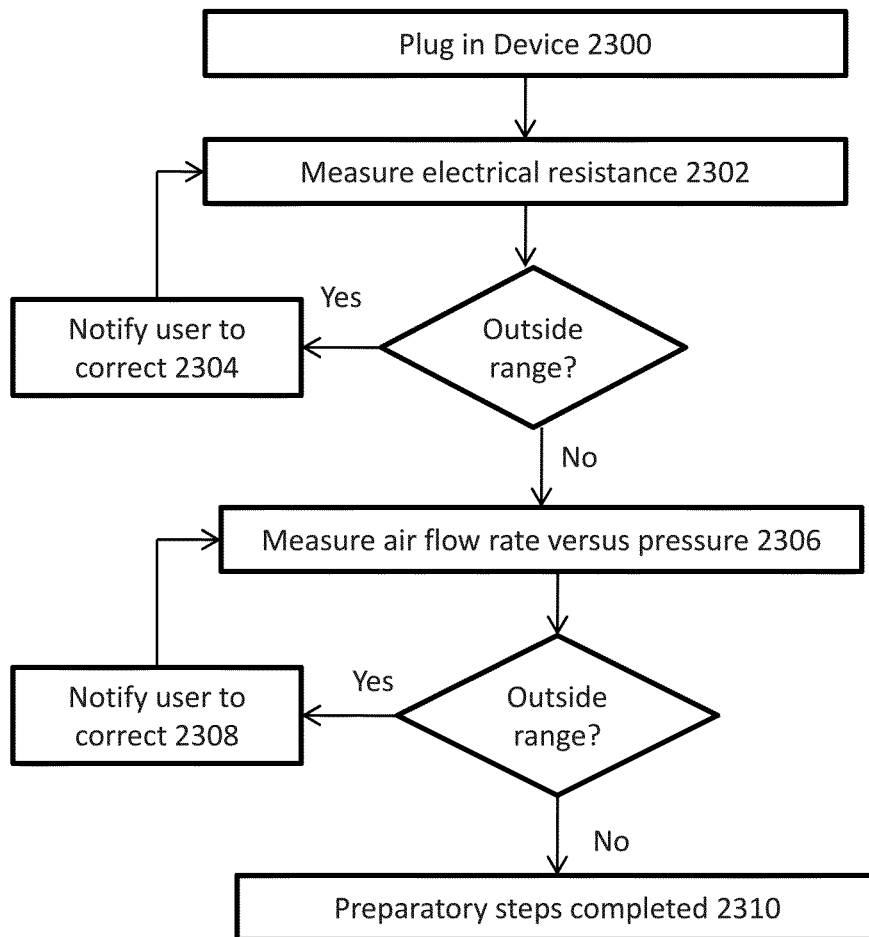 Plug in Device 2300
Measure electrical resistance 2302
Yes
Notify user to
correct 2304
Outside
range?
No
Measure air flow rate versus pressure 2306
Yes
Notify user to
correct 2308
Outside
range?
No
Preparatory steps completed 2310